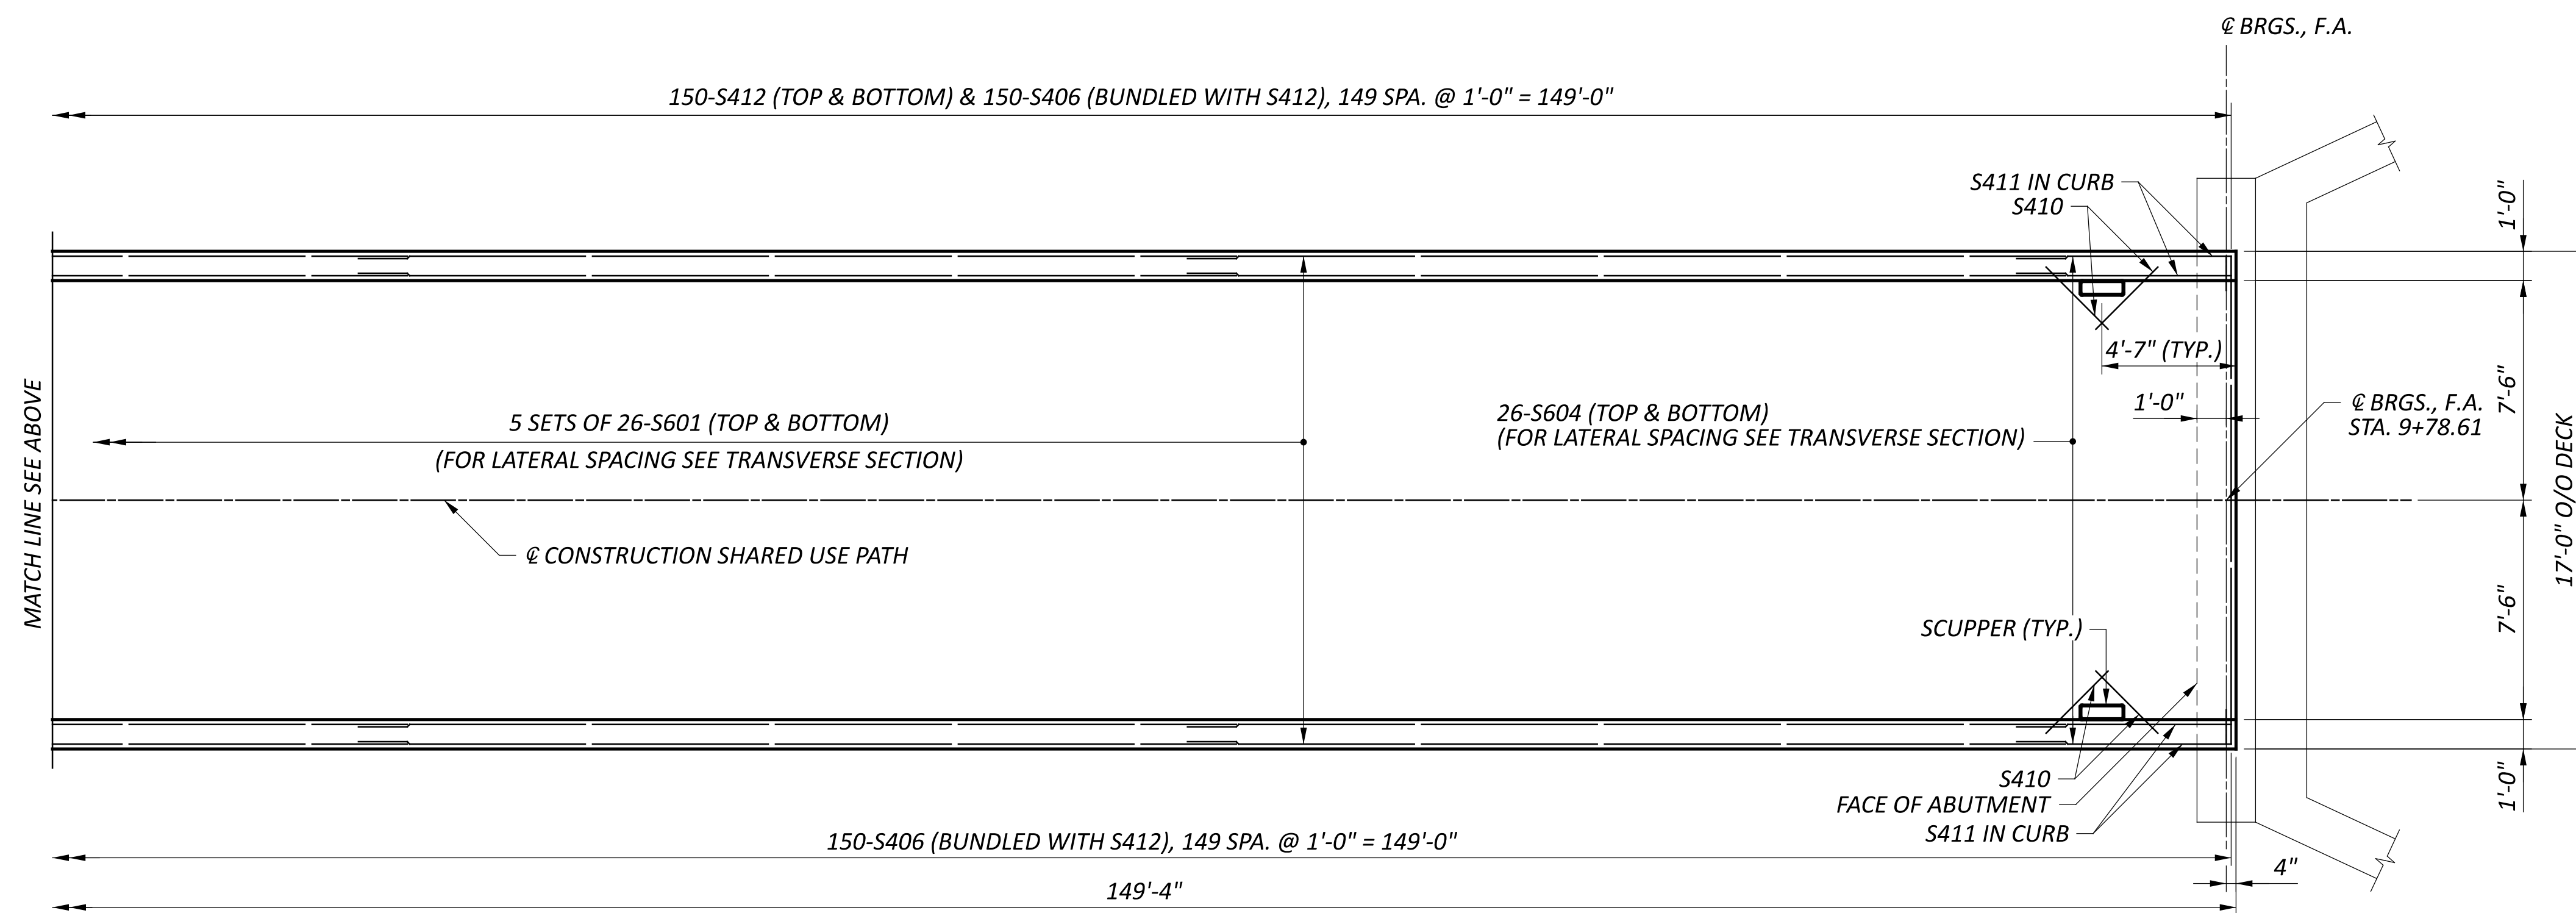 ℄ BRGS., F.A.
150-S412 (TOP & BOTTOM) & 150-S406 (BUNDLED WITH S412), 149 SPA. @ 1'-0" = 149'-0"
S411 IN CURB
S410
1'-0"
4'-7" (TYP.)
7'-6"
1'-0"
℄ BRGS., F.A.
STA. 9+78.61
MATCH LINE SEE ABOVE
5 SETS OF 26-S601 (TOP & BOTTOM)
(FOR LATERAL SPACING SEE TRANSVERSE SECTION)
26-S604 (TOP & BOTTOM)
(FOR LATERAL SPACING SEE TRANSVERSE SECTION)
17'-0" O/O DECK
℄ CONSTRUCTION SHARED USE PATH
7'-6"
SCUPPER (TYP.)
S410
FACE OF ABUTMENT
S411 IN CURB
1'-0"
150-S406 (BUNDLED WITH S412), 149 SPA. @ 1'-0" = 149'-0"
4"
149'-4"